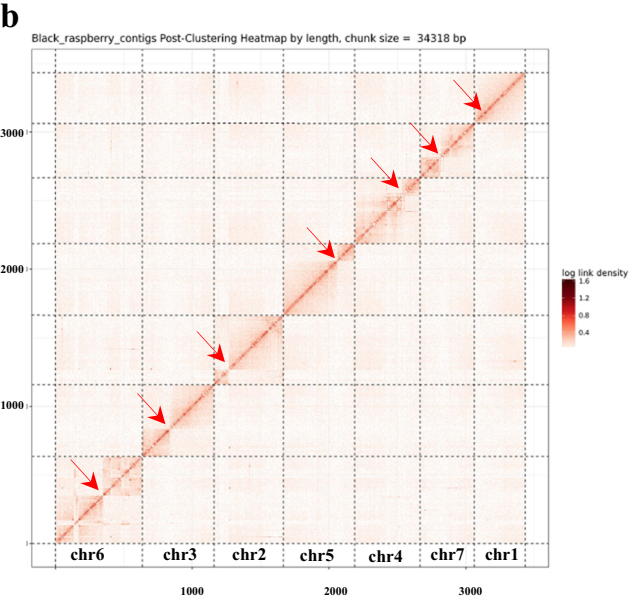 b
Black_raspberry_contigs Post-Clustering Heatmap by length, chunk size = 34318 bp
3000
2000
1000
1
log link density
1.6
1.2
0.8
0.4
chr6 chr3 chr2 chr5 chr4 chr7 chr1
1000 2000 3000